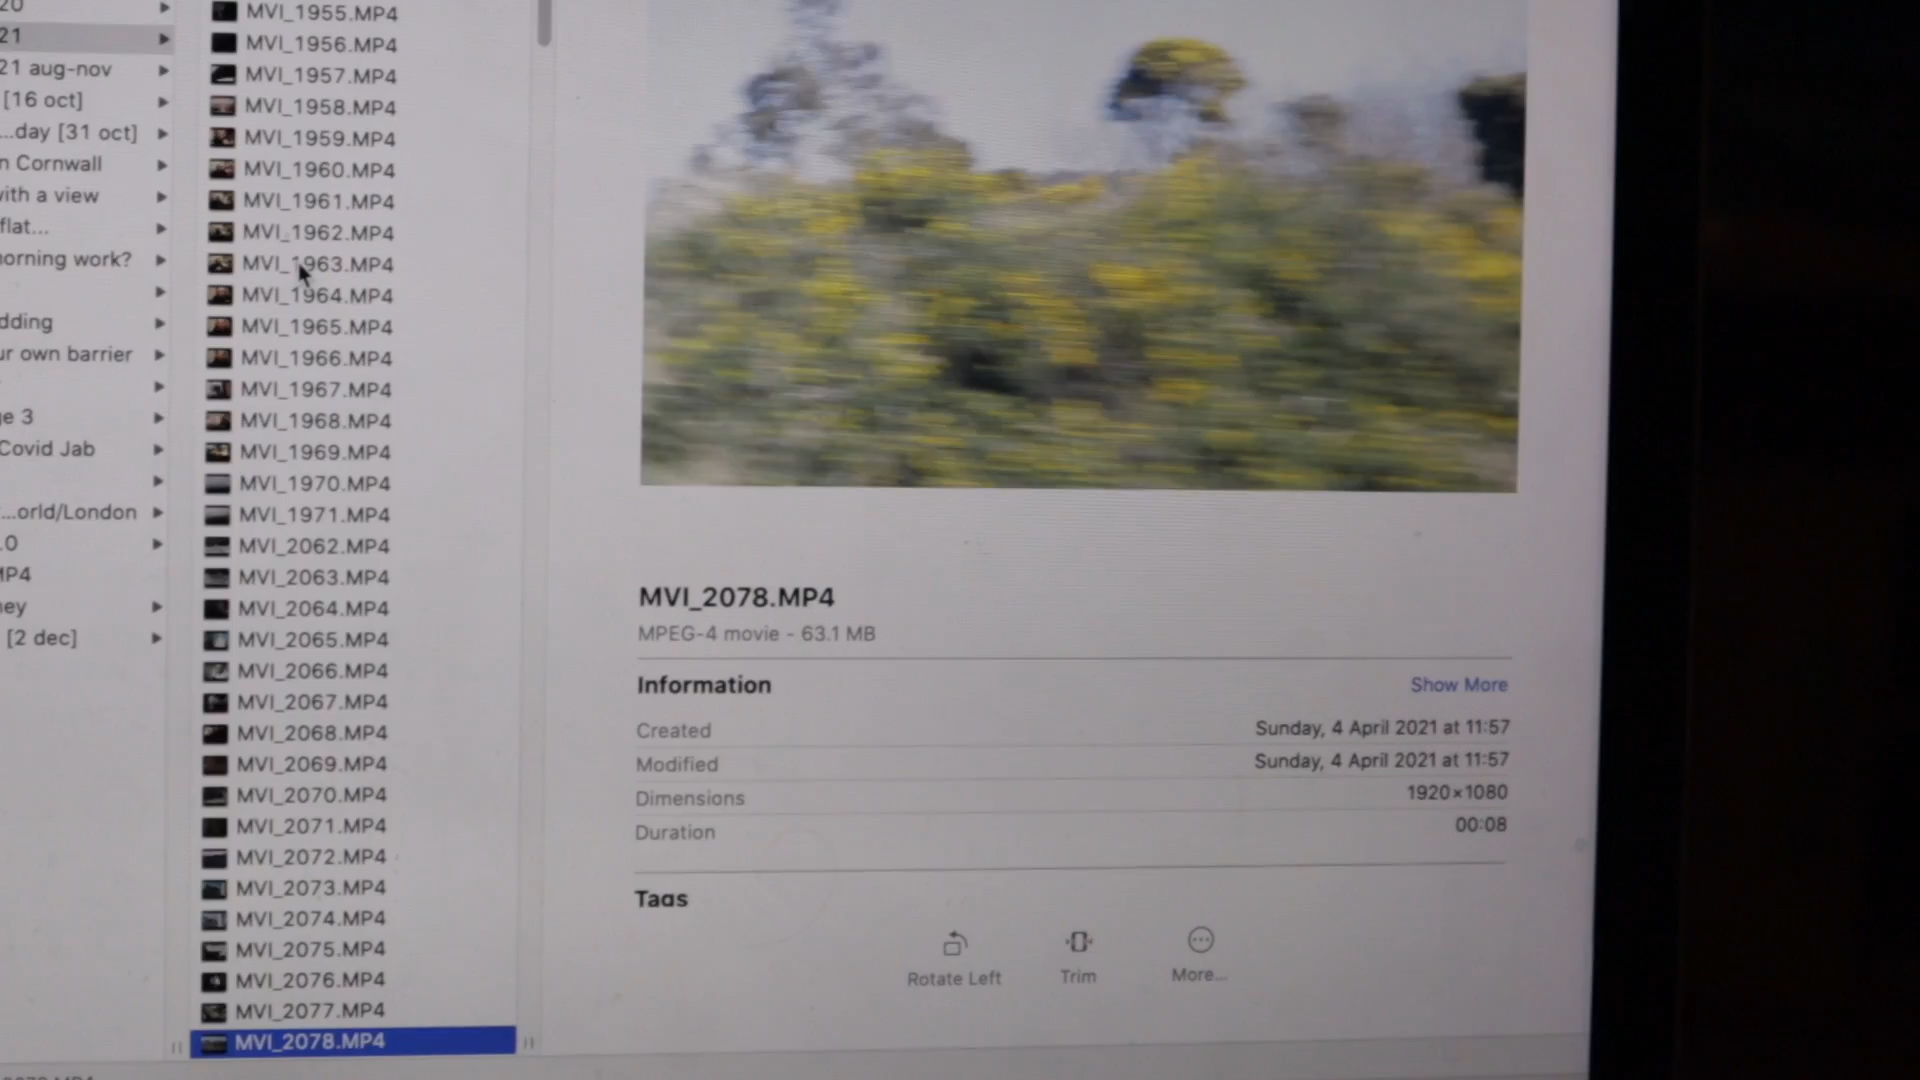 20
21
21 aug-nov
[16 oct]
...day [31 oct]
n Cornwall
with a view
flat...
morning work?
dding
ur own barrier
ge 3
Covid Jab
...orld/London
.0
MP4
ney
[2 dec]
MVI_1955.MP4
MVI_1956.MP4
MVI_1957.MP4
MVI_1958.MP4
MVI_1959.MP4
MVI_1960.MP4
MVI_1961.MP4
MVI_1962.MP4
MVI_1963.MP4
MVI_1964.MP4
MVI_1965.MP4
MVI_1966.MP4
MVI_1967.MP4
MVI_1968.MP4
MVI_1969.MP4
MVI_1970.MP4
MVI_1971.MP4
MVI_2062.MP4
MVI_2063.MP4
MVI_2064.MP4
MVI_2065.MP4
MVI_2066.MP4
MVI_2067.MP4
MVI_2068.MP4
MVI_2069.MP4
MVI_2070.MP4
MVI_2071.MP4
MVI_2072.MP4
MVI_2073.MP4
MVI_2074.MP4
MVI_2075.MP4
MVI_2076.MP4
MVI_2077.MP4
MVI_2078.MP4
MVI_2078.MP4
MPEG-4 movie - 63.1 MB
Information Show More
Created Sunday, 4 April 2021 at 11:57
Modified Sunday, 4 April 2021 at 11:57
Dimensions 1920×1080
Duration 00:08
Tags
Rotate Left Trim More...